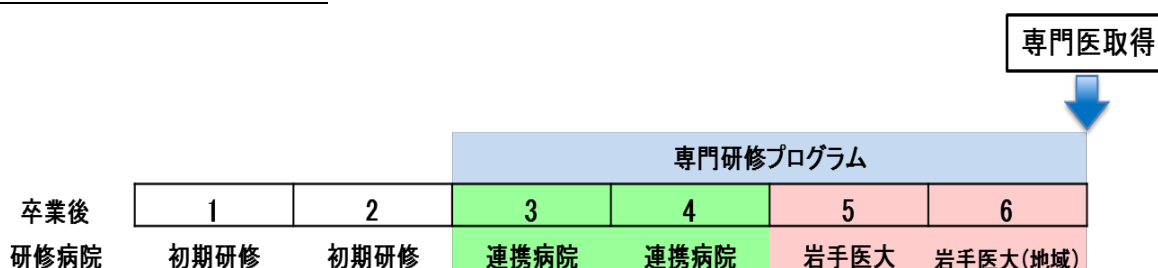 専門医取得
専門研修プログラム
卒業後 1 2 3 4 5 6
研修病院 初期研修 初期研修 連携病院 連携病院 岩手医大 岩手医大(地域)